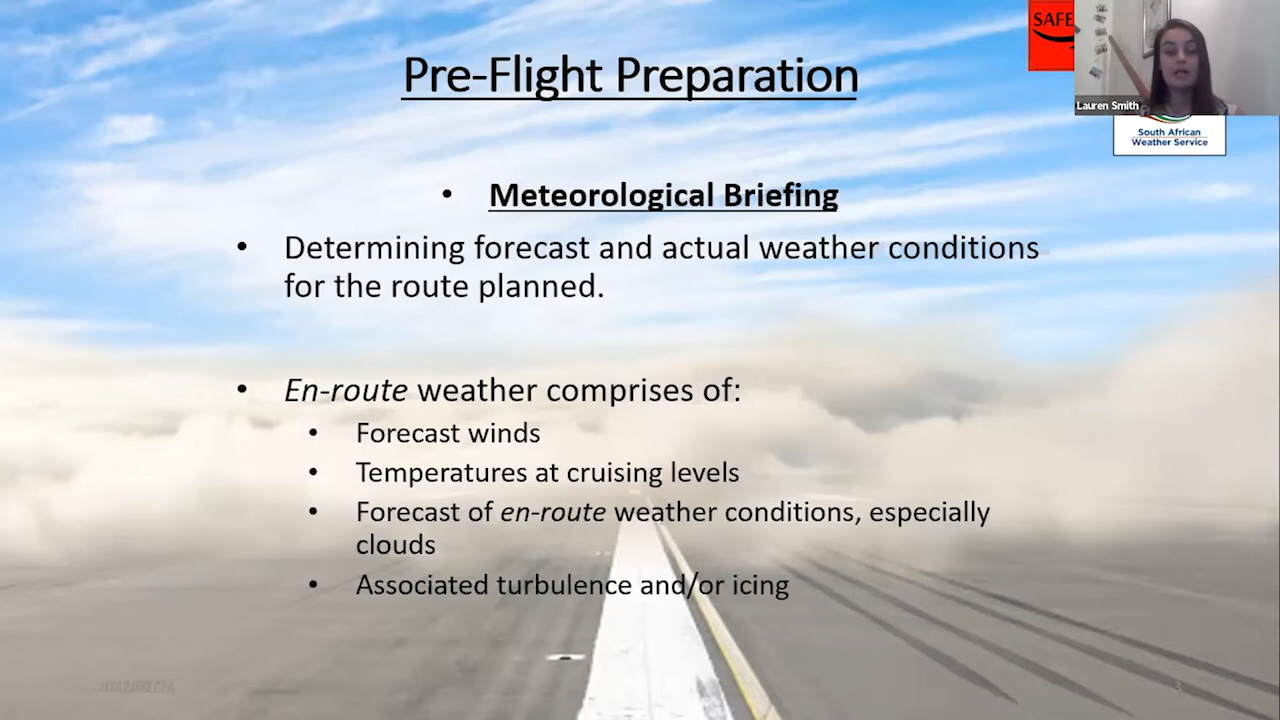 Pre-Flight Preparation
SAFE
Lauren Smith
South African
Weather Service
• Meteorological Briefing
• Determining forecast and actual weather conditions
for the route planned.
• En-route weather comprises of:
• Forecast winds
• Temperatures at cruising levels
• Forecast of en-route weather conditions, especially
clouds
• Associated turbulence and/or icing